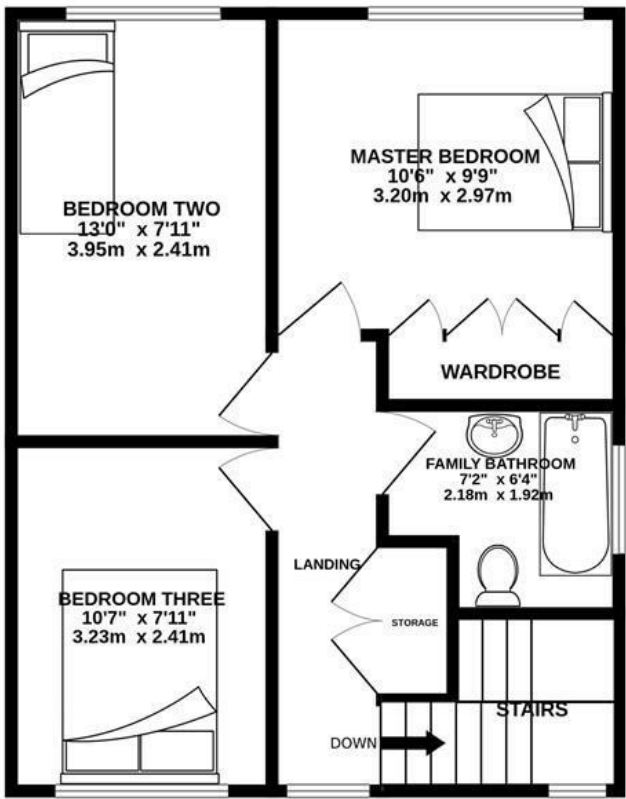 MASTER BEDROOM
10'6" x 9'9"
3.20m x 2.97m
BEDROOM TWO
13'0" x 7'11"
3.95m x 2.41m
WARDROBE
FAMILY BATHROOM
7'2" x 6'4"
2.18m x 1.92m
LANDING
BEDROOM THREE
10'7" x 7'11"
3.23m x 2.41m
STORAGE
STAIRS
DOWN